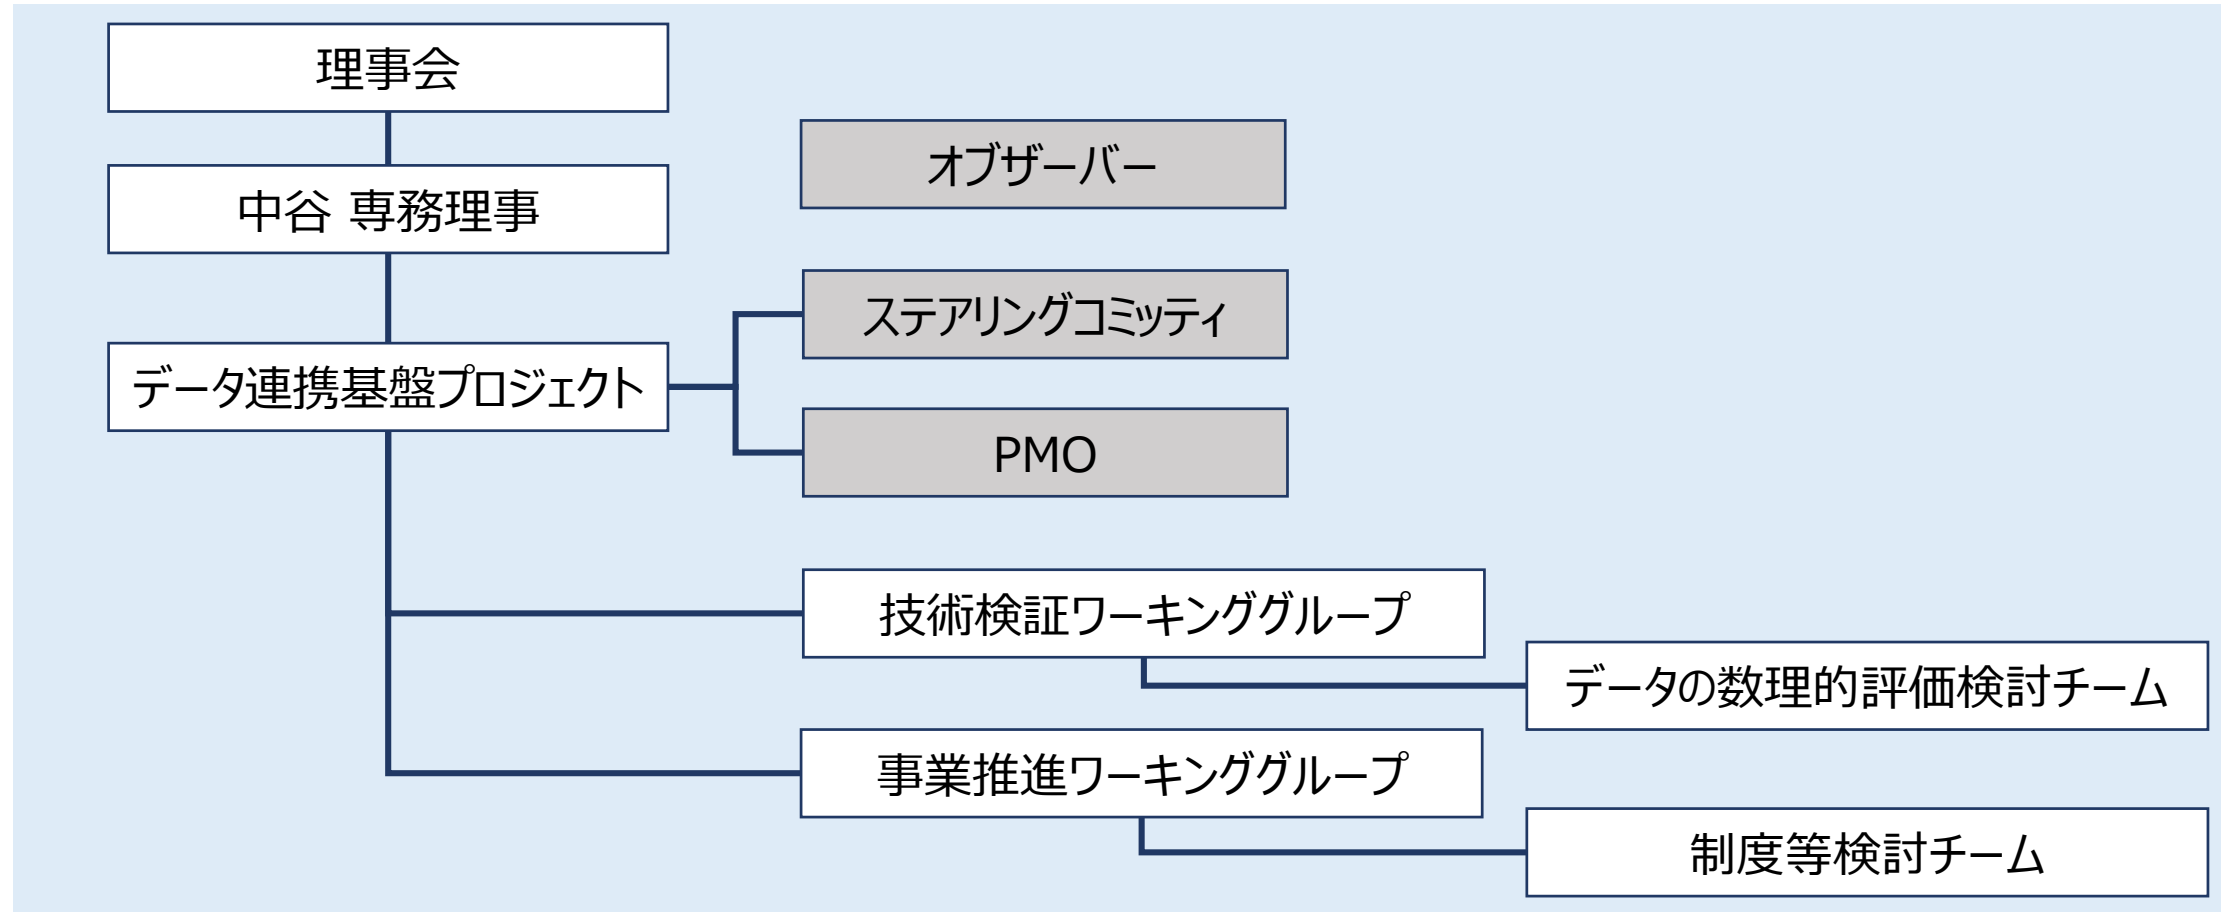 理事会
オブザーバー
中谷 専務理事
ステアリングコミッティ
データ連携基盤プロジェクト
PMO
技術検証ワーキンググループ
データの数理的評価検討チーム
事業推進ワーキンググループ
制度等検討チーム